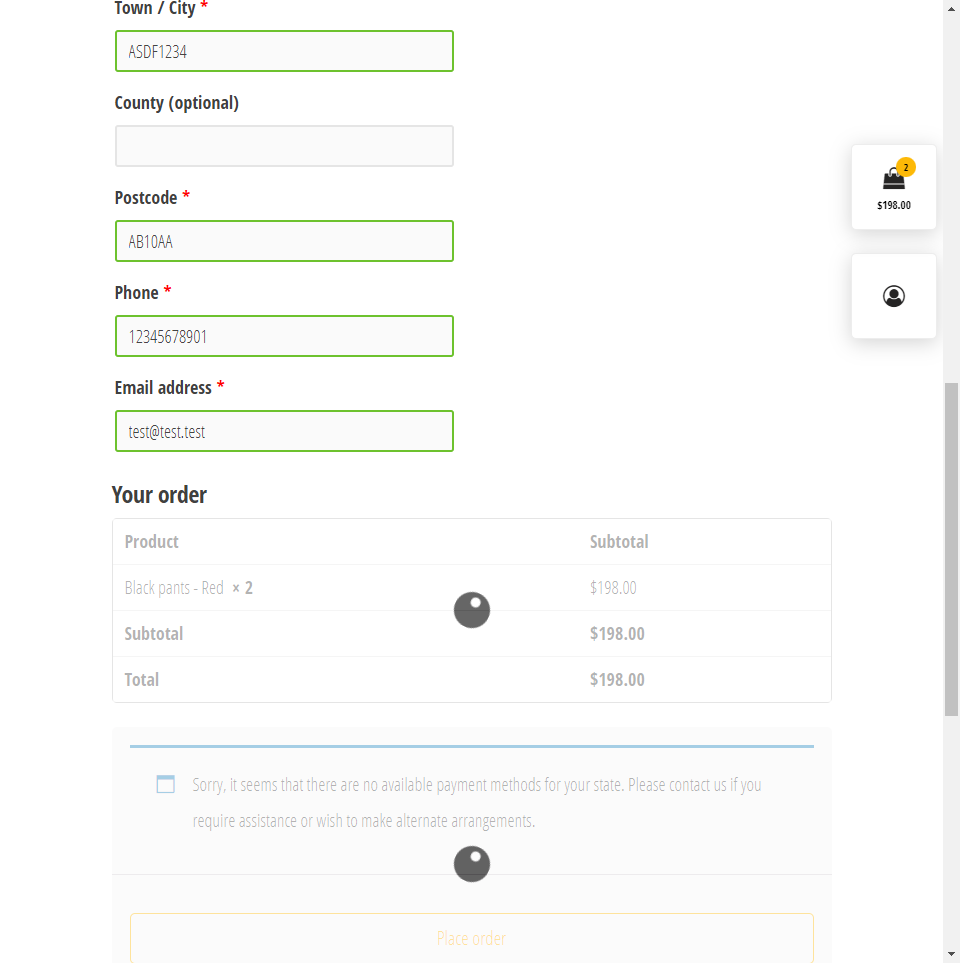 Town / City *
ASDF1234
County (optional)
Postcode *
AB10AA
Phone *
12345678901
Email address *
test@test.test
2
$198.00
Your order
Product Subtotal
Black pants - Red × 2 $198.00
Subtotal $198.00
Total $198.00
Sorry, it seems that there are no available payment methods for your state. Please contact us if you
require assistance or wish to make alternate arrangements.
Place order